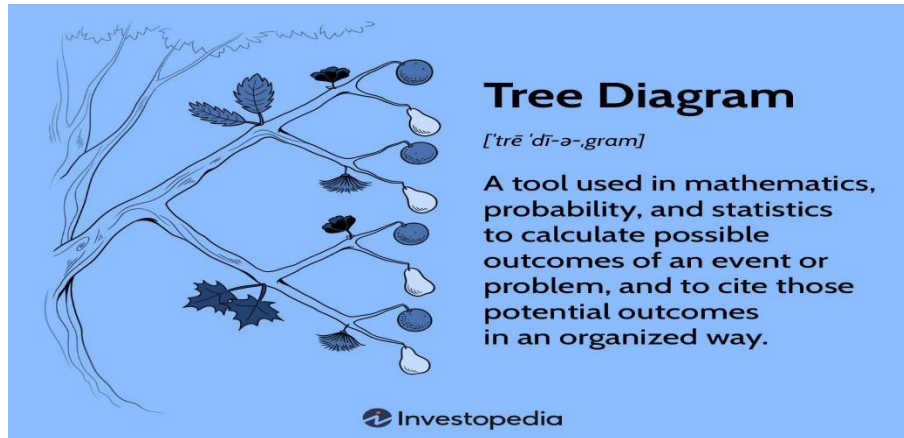 Tree Diagram
['trē 'dī-ə-,gram]
A tool used in mathematics,
probability, and statistics
to calculate possible
outcomes of an event or
problem, and to cite those
potential outcomes
in an organized way.
Investopedia